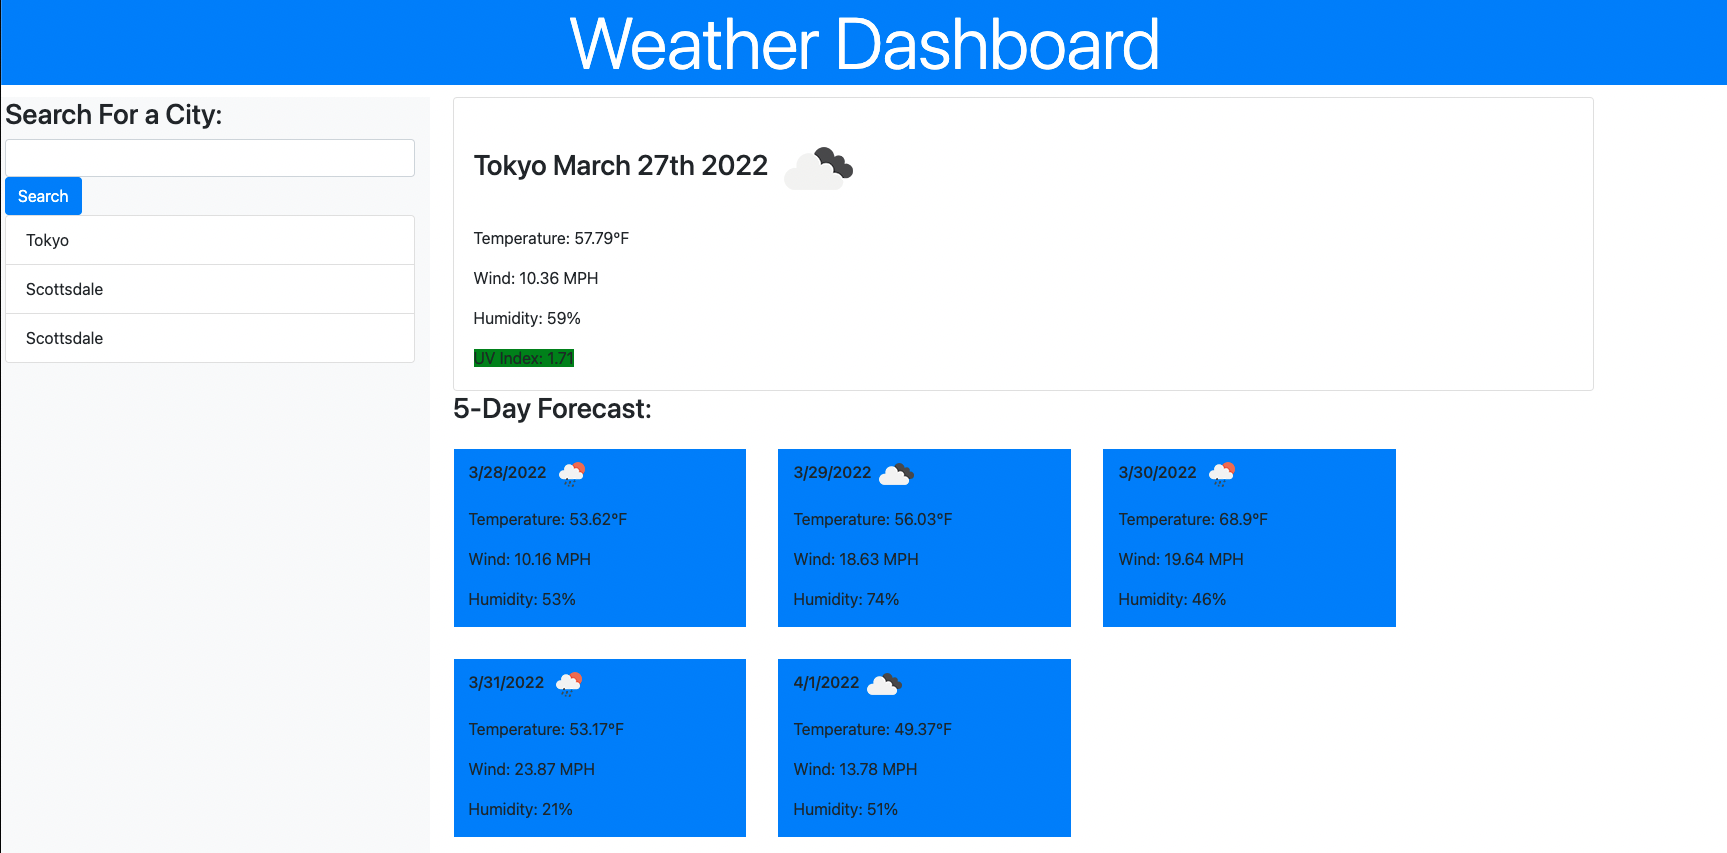 Weather Dashboard
Search For a City:
Search
Tokyo
Scottsdale
Scottsdale
Tokyo March 27th 2022
Temperature: 57.79°F
Wind: 10.36 MPH
Humidity: 59%
UV Index: 1.71
5-Day Forecast:
3/28/2022
Temperature: 53.62°F
Wind: 10.16 MPH
Humidity: 53%
3/29/2022
Temperature: 56.03°F
Wind: 18.63 MPH
Humidity: 74%
3/30/2022
Temperature: 68.9°F
Wind: 19.64 MPH
Humidity: 46%
3/31/2022
Temperature: 53.17°F
Wind: 23.87 MPH
Humidity: 21%
4/1/2022
Temperature: 49.37°F
Wind: 13.78 MPH
Humidity: 51%